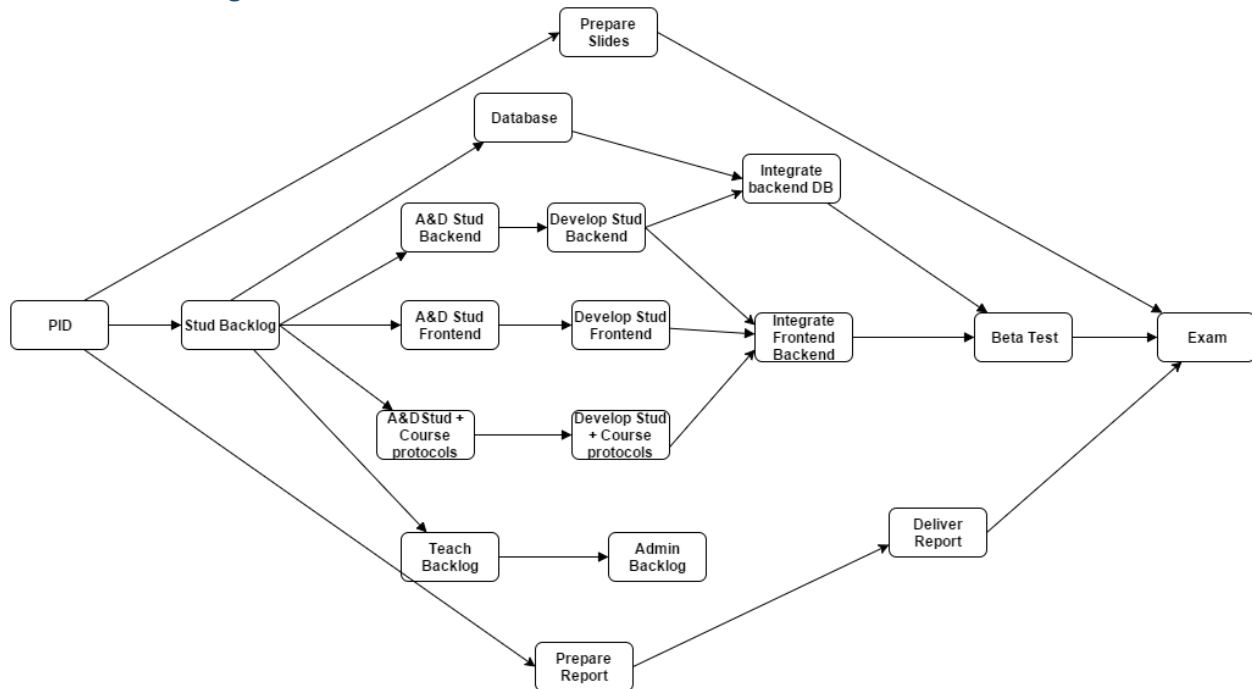 Prepare
Slides
Database
Integrate
backend DB
A&D Stud
Backend
Develop Stud
Backend
PID
Stud Backlog
A&D Stud
Frontend
Develop Stud
Frontend
Integrate
Frontend
Backend
Beta Test
Exam
A&D Stud +
Course
protocols
Develop Stud
+ Course
protocols
Teach
Backlog
Admin
Backlog
Deliver
Report
Prepare
Report